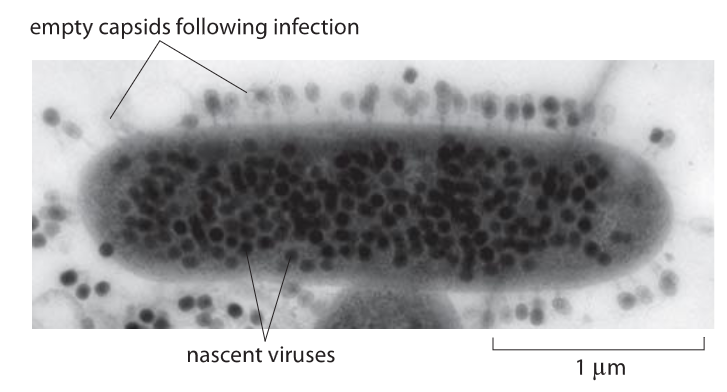 empty capsids following infection
nascent viruses
1 μm